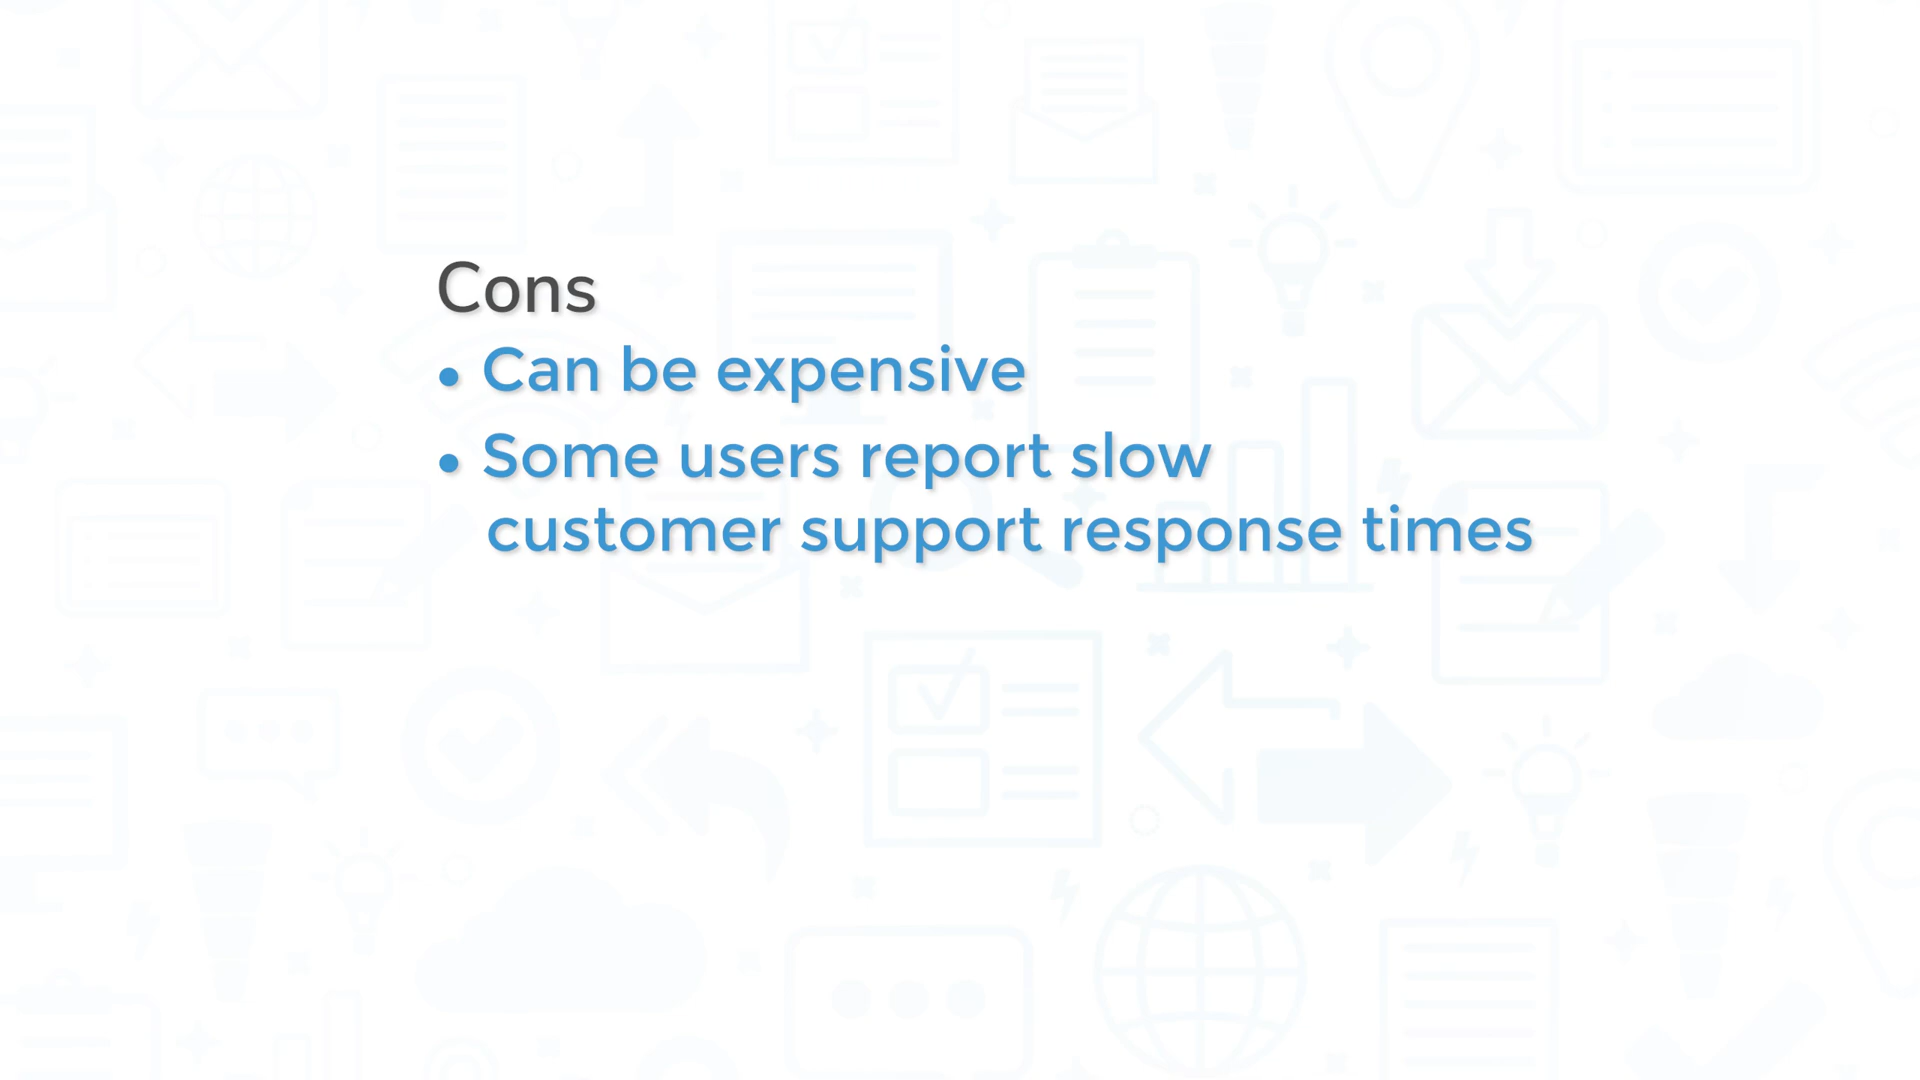 Cons
• Can be expensive
• Some users report slow
customer support response times